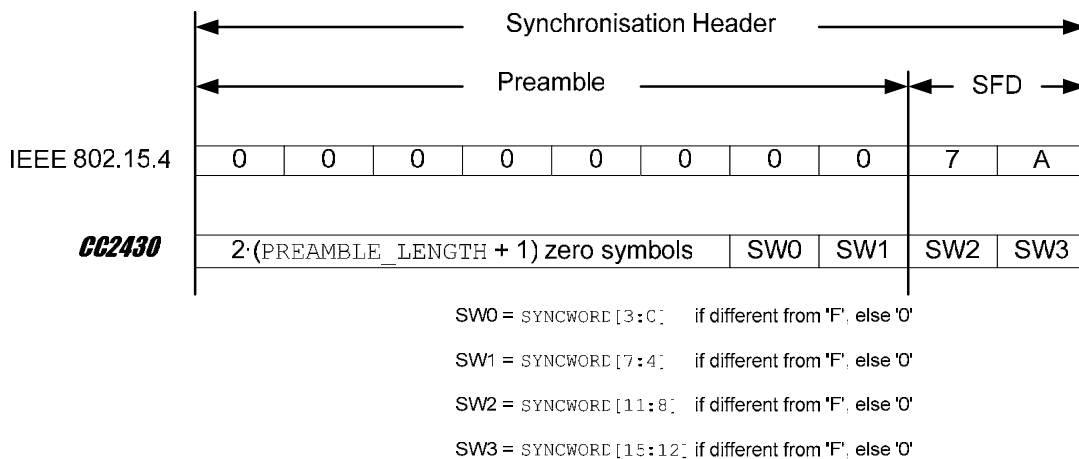 Synchronisation Header
Preamble
SFD
IEEE 802.15.4 0 0 0 0 0 0 0 0 7 A
CC2430 2·(PREAMBLE_LENGTH + 1) zero symbols SW0 SW1 SW2 SW3
SW0 = SYNCWORD[3:0] if different from 'F', else '0'
SW1 = SYNCWORD[7:4] if different from 'F', else '0'
SW2 = SYNCWORD[11:8] if different from 'F', else '0'
SW3 = SYNCWORD[15:12] if different from 'F', else '0'